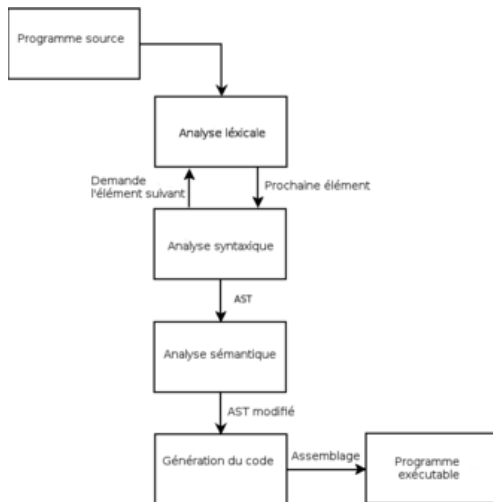 Programme source
Analyse léxicale
Demande
l'élément suivant
Prochaine élément
Analyse syntaxique
AST
Analyse sémantique
AST modifié
Génération du code
Assemblage
Programme
exécutable